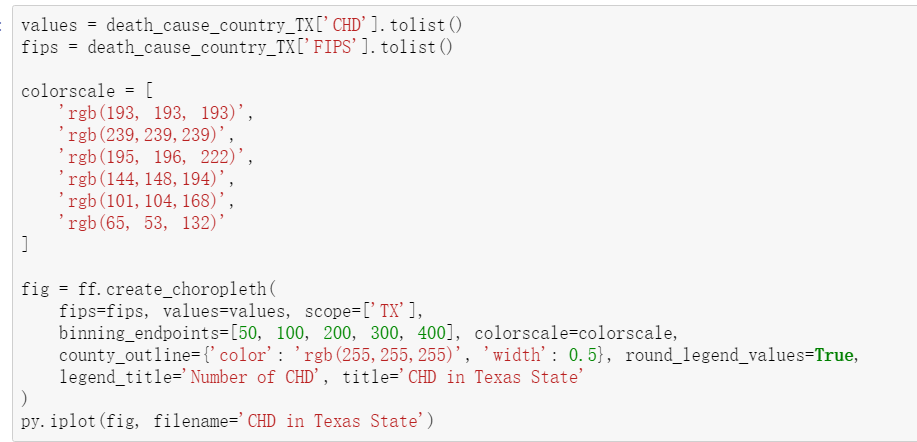 values = death_cause_country_TX['CHD'].tolist()
fips = death_cause_country_TX['FIPS'].tolist()

colorscale = [
    'rgb(193, 193, 193)',
    'rgb(239,239,239)',
    'rgb(195, 196, 222)',
    'rgb(144,148,194)',
    'rgb(101,104,168)',
    'rgb(65, 53, 132)'
]

fig = ff.create_choropleth(
    fips=fips, values=values, scope=['TX'],
    binning_endpoints=[50, 100, 200, 300, 400], colorscale=colorscale,
    county_outline={'color': 'rgb(255,255,255)', 'width': 0.5}, round_legend_values=True,
    legend_title='Number of CHD', title='CHD in Texas State'
)
py.iplot(fig, filename='CHD in Texas State')